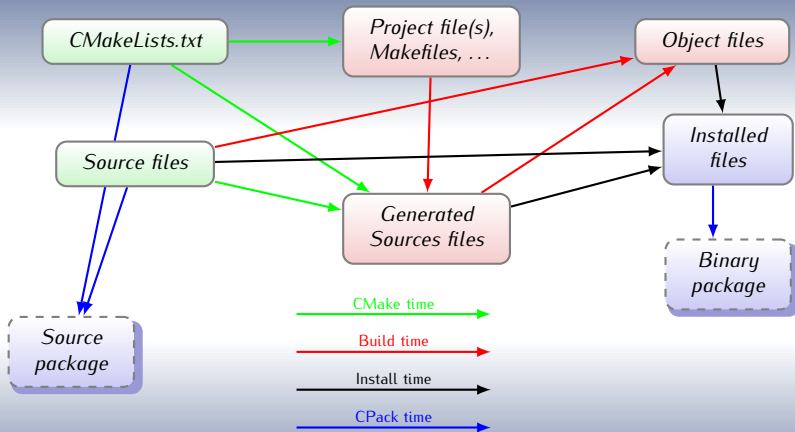 CMakeLists.txt
Project file(s),
Makefiles, ...
Object files
Source files
Installed
files
Generated
Sources files
Binary
package
Source
package
CMake time
Build time
Install time
CPack time